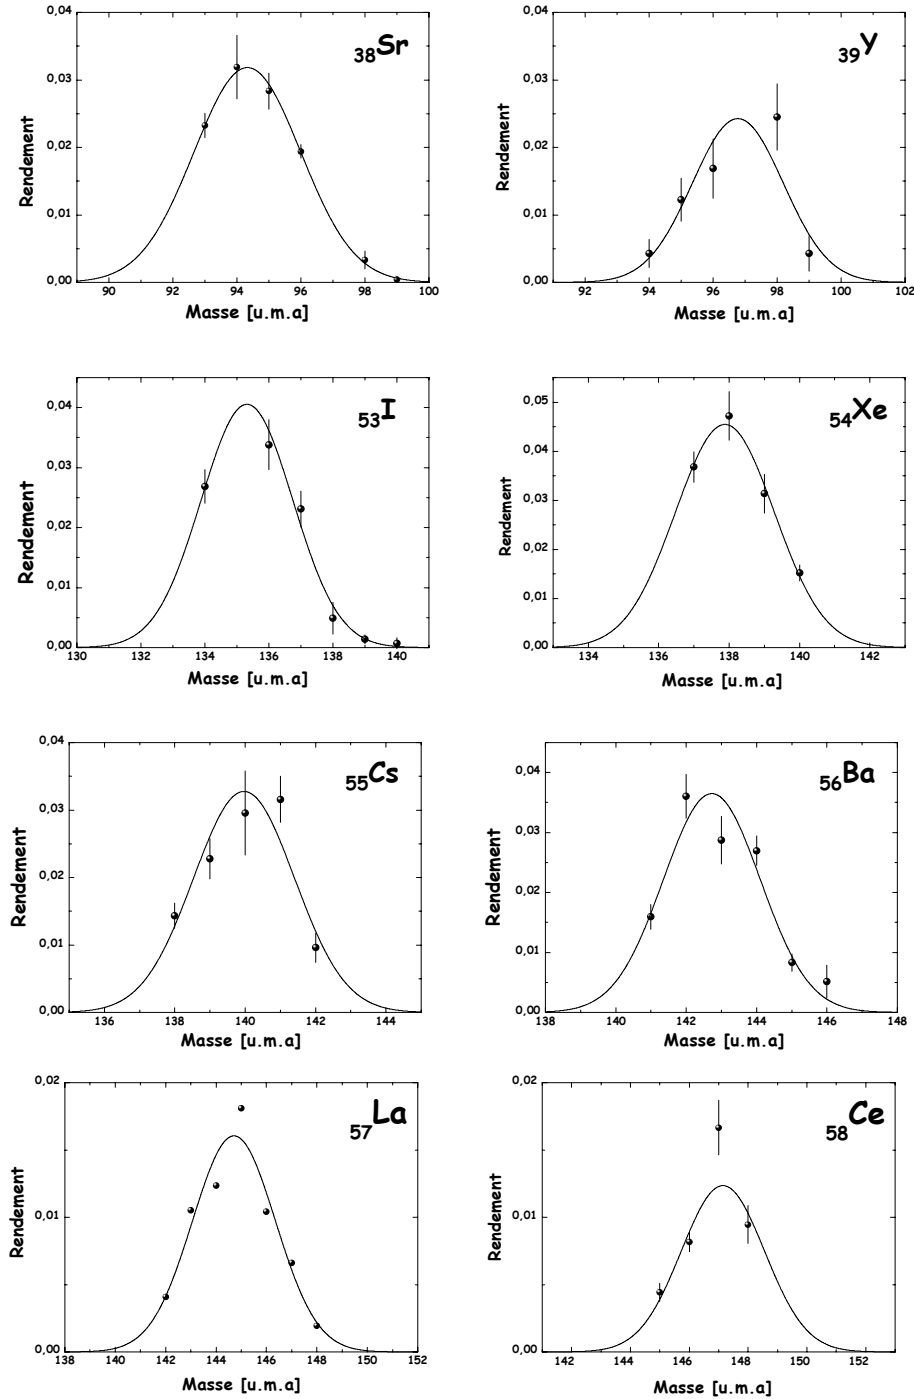 38Sr
0,04
0,03
0,02
0,01
0,00
Rendement
90 92 94 96 98 100
Masse [u.m.a]
39Y
0,04
0,03
0,02
0,01
0,00
Rendement
92 94 96 98 100 102
Masse [u.m.a]
53I
0,04
0,03
0,02
0,01
0,00
Rendement
130 132 134 136 138 140
Masse [u.m.a]
54Xe
0,05
0,04
0,03
0,02
0,01
0,00
Rendement
134 136 138 140 142
Masse [u.m.a]
55Cs
0,04
0,03
0,02
0,01
0,00
Rendement
136 138 140 142 144
Masse [u.m.a]
56Ba
0,04
0,03
0,02
0,01
0,00
Rendement
138 140 142 144 146 148
Masse [u.m.a]
57La
0,02
0,01
0,00
Rendement
138 140 142 144 146 148 150 152
Masse [u.m.a]
58Ce
0,02
0,01
0,00
Rendement
142 144 146 148 150 152
Masse [u.m.a]